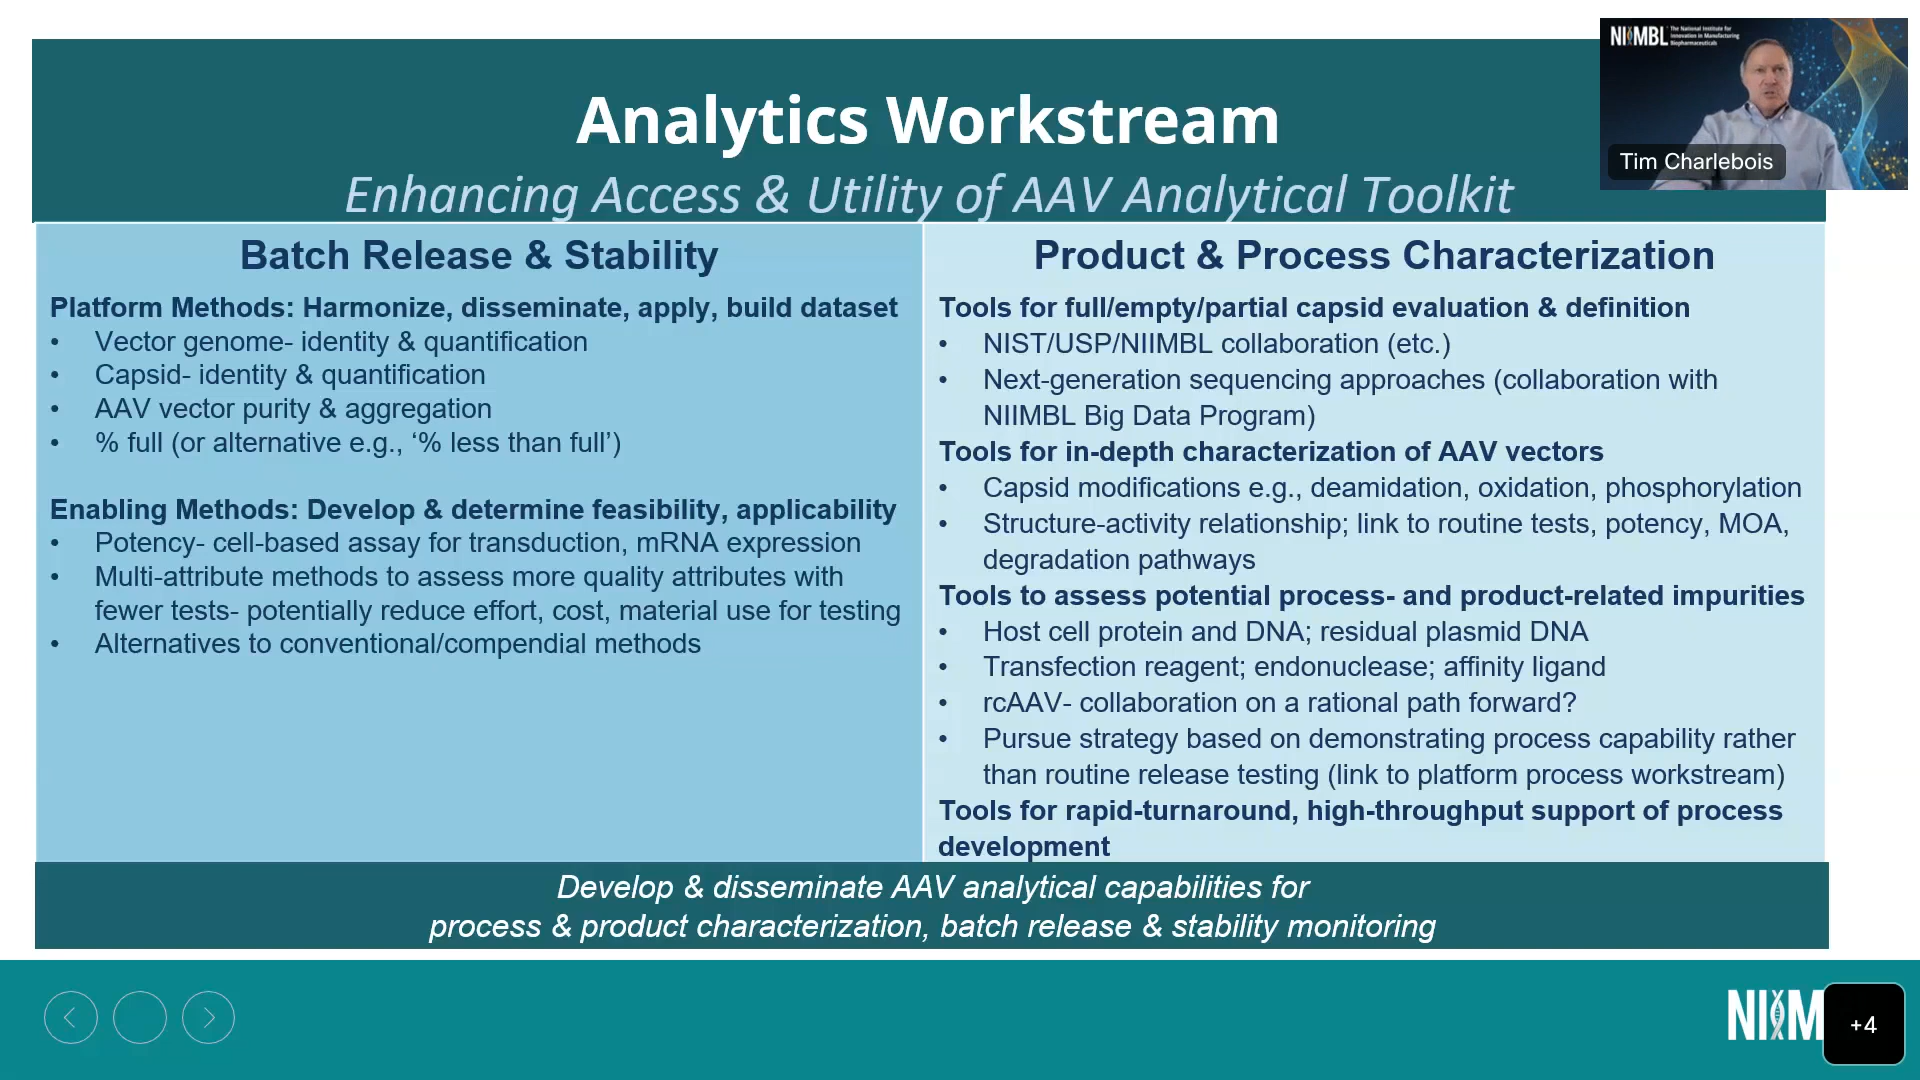 NIIMBL The National Institute for
Innovation in Manufacturing
Biopharmaceuticals
Tim Charlebois
Analytics Workstream
Enhancing Access & Utility of AAV Analytical Toolkit
Batch Release & Stability
Platform Methods: Harmonize, disseminate, apply, build dataset
• Vector genome- identity & quantification
• Capsid- identity & quantification
• AAV vector purity & aggregation
• % full (or alternative e.g., ‘% less than full’)
Enabling Methods: Develop & determine feasibility, applicability
• Potency- cell-based assay for transduction, mRNA expression
• Multi-attribute methods to assess more quality attributes with
fewer tests- potentially reduce effort, cost, material use for testing
• Alternatives to conventional/compendial methods
Product & Process Characterization
Tools for full/empty/partial capsid evaluation & definition
• NIST/USP/NIIMBL collaboration (etc.)
• Next-generation sequencing approaches (collaboration with
NIIMBL Big Data Program)
Tools for in-depth characterization of AAV vectors
• Capsid modifications e.g., deamidation, oxidation, phosphorylation
• Structure-activity relationship; link to routine tests, potency, MOA,
degradation pathways
Tools to assess potential process- and product-related impurities
• Host cell protein and DNA; residual plasmid DNA
• Transfection reagent; endonuclease; affinity ligand
• rcAAV- collaboration on a rational path forward?
• Pursue strategy based on demonstrating process capability rather
than routine release testing (link to platform process workstream)
Tools for rapid-turnaround, high-throughput support of process
development
Develop & disseminate AAV analytical capabilities for
process & product characterization, batch release & stability monitoring
NIIM
+4